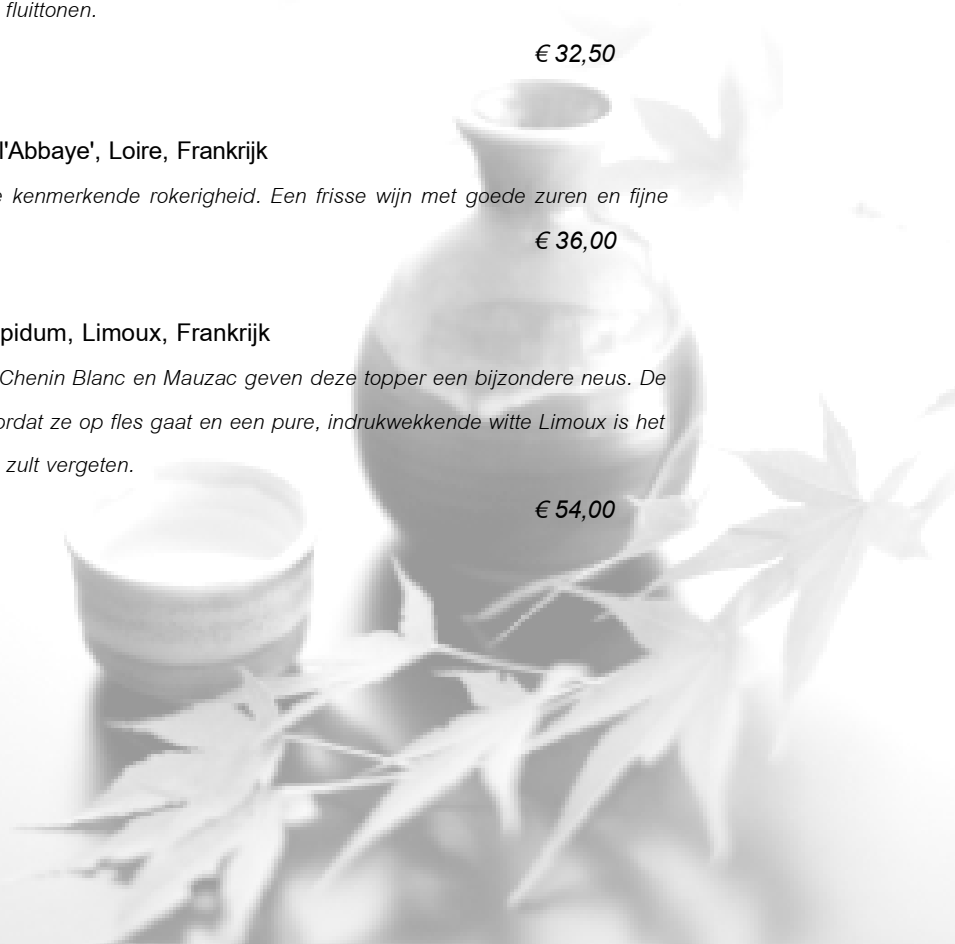 fluittonen.
€ 32,50
l'Abbaye', Loire, Frankrijk
kenmerkende rokerigheid. Een frisse wijn met goede zuren en fijne
€ 36,00
pidum, Limoux, Frankrijk
Chenin Blanc en Mauzac geven deze topper een bijzondere neus. De
ordat ze op fles gaat en een pure, indrukwekkende witte Limoux is het
zult vergeten.
€ 54,00